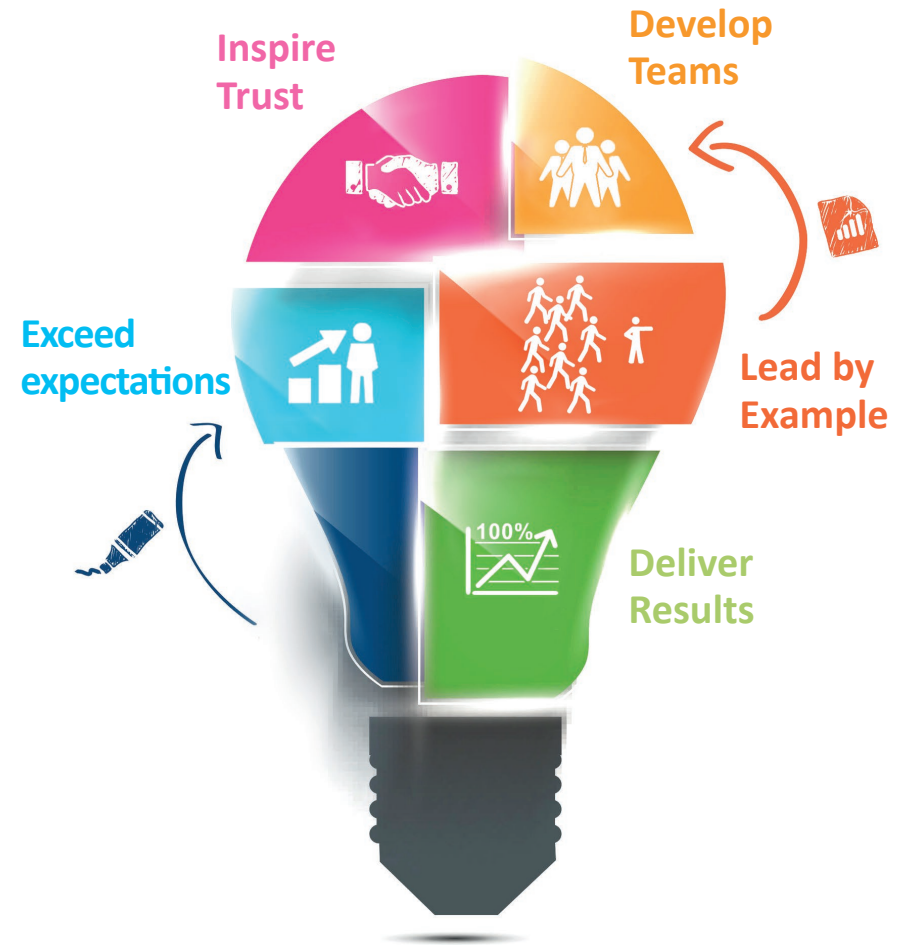 Inspire
Trust
Develop
Teams
Exceed
expectations
Lead by
Example
100%
Deliver
Results